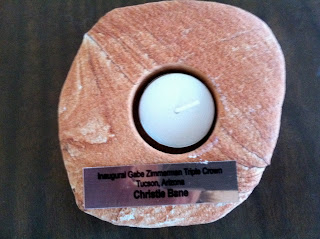 Inaugural Gabe Zimmerman Triple Crown
Tucson, Arizona
Christie Bane